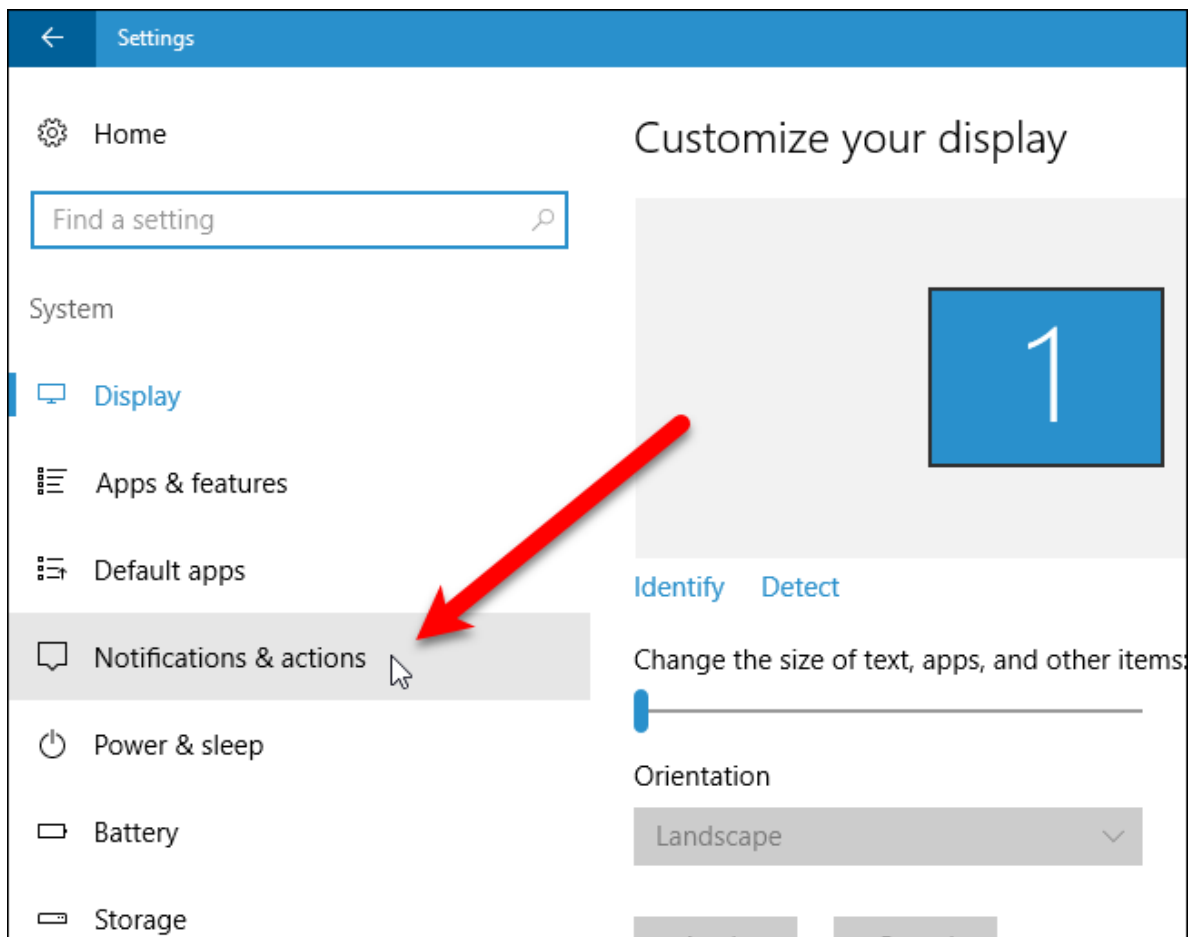 Settings
Home
Find a setting
System
Display
Apps & features
Default apps
Notifications & actions
Power & sleep
Battery
Storage
Customize your display
1
Identify Detect
Change the size of text, apps, and other items:
Orientation
Landscape